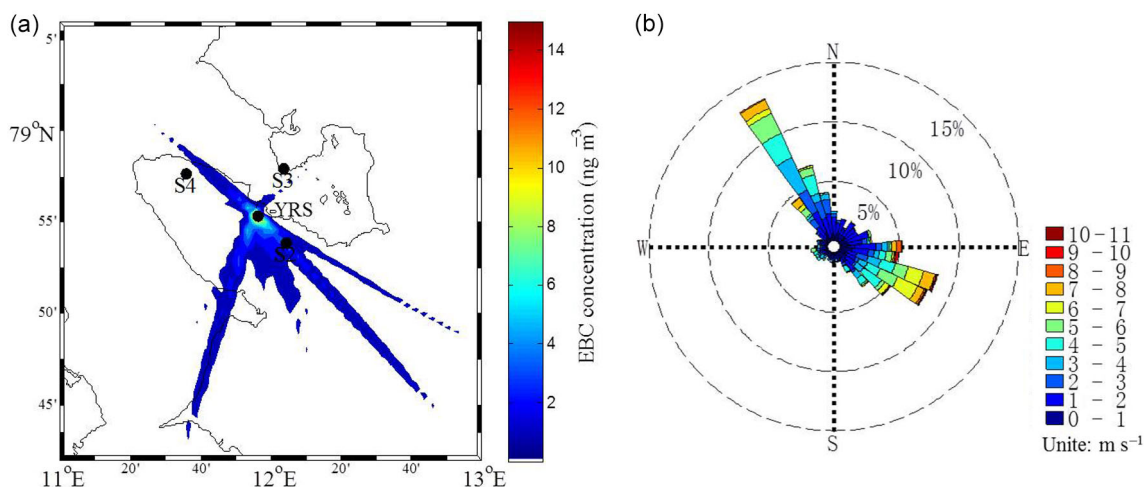 (a)
5'
79°N
55'
50'
45'
11°E
20'
40'
12°E
20'
40'
13°E
S4
S3
YRS
14
12
10
8
6
4
2
EBC concentration (ng m⁻³)
(b)
N
W
E
S
15%
10%
5%
10 - 11
9 - 10
8 - 9
7 - 8
6 - 7
5 - 6
4 - 5
3 - 4
2 - 3
1 - 2
0 - 1
Unite: m s⁻¹